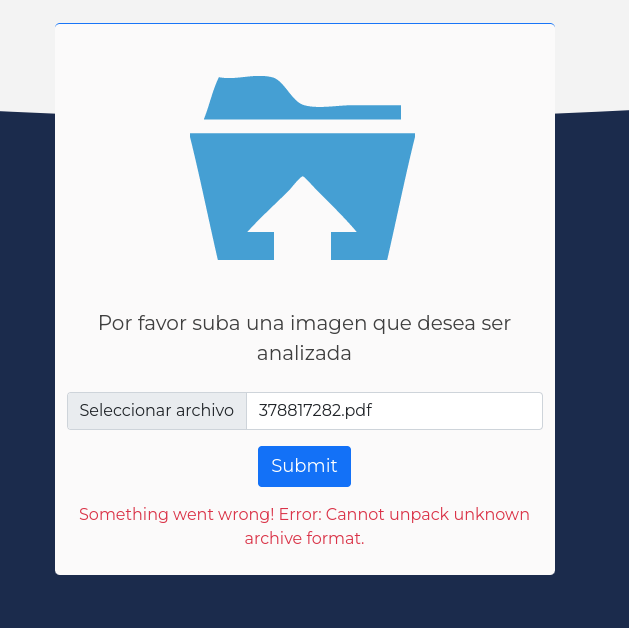 Por favor suba una imagen que desea ser
analizada
Seleccionar archivo 378817282.pdf
Submit
Something went wrong! Error: Cannot unpack unknown
archive format.